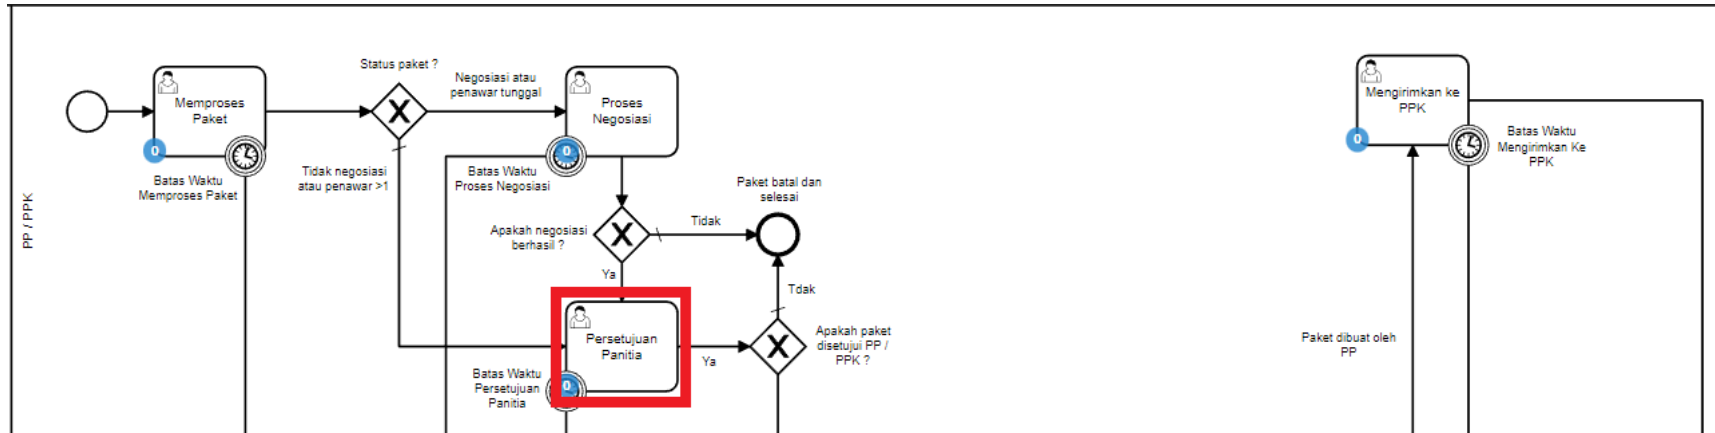 PP / PPK
Memproses
Paket
0
Batas Waktu
Memproses Paket
Status paket ?
X
Negosiasi atau
penawar tunggal
Tidak negosiasi
atau penawar >1
Proses
Negosiasi
0
Batas Waktu
Proses Negosiasi
Apakah negosiasi
berhasil ?
X
Tidak
Paket batal dan
selesai
Ya
Persetujuan
Panitia
0
Batas Waktu
Persetujuan
Panitia
Ya
X
Tdak
Apakah paket
disetujui PP /
PPK ?
Mengirimkan ke
PPK
0
Batas Waktu
Mengirimkan Ke
PPK
Paket dibuat oleh
PP